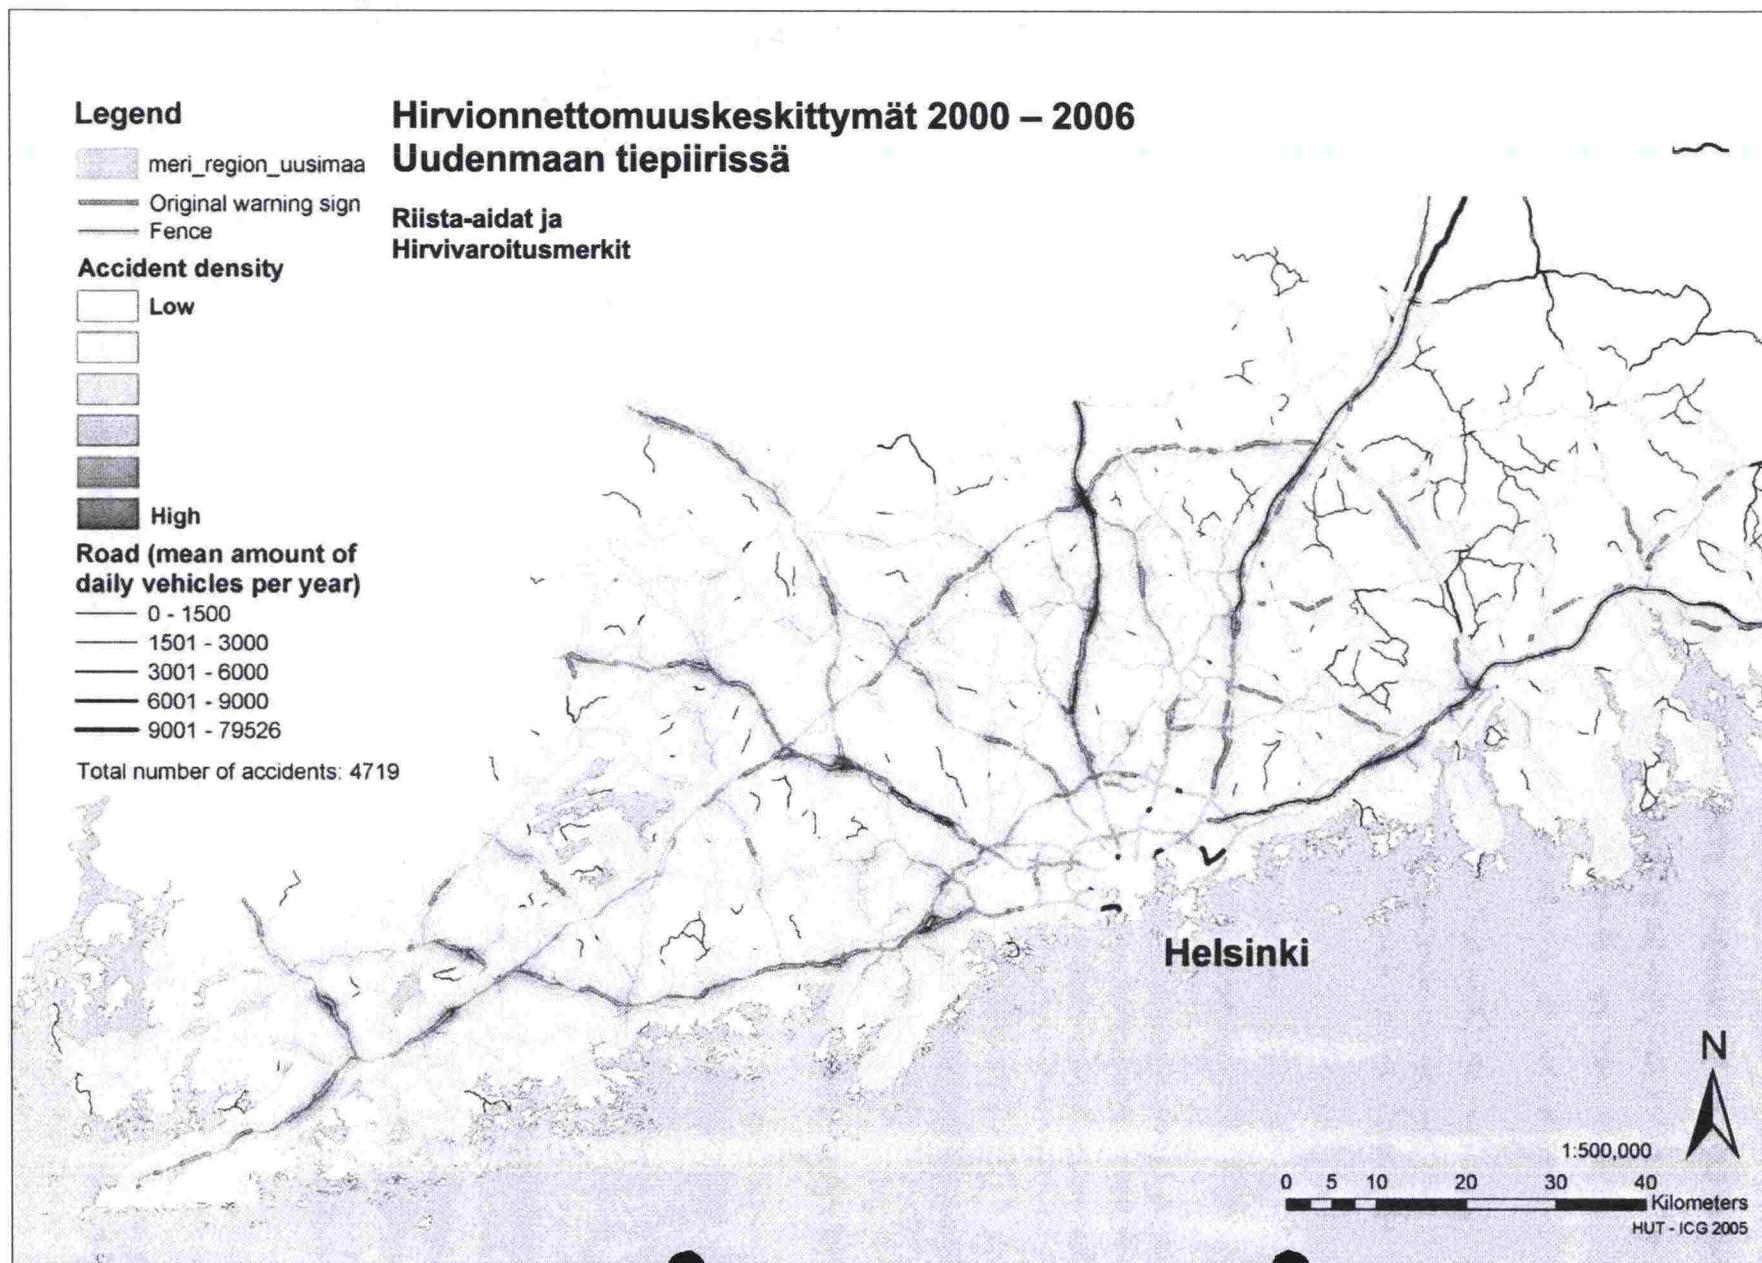 Legend
meri_region_uusimaa
Original warning sign
Fence
Accident density
Low
High
Road (mean amount of
daily vehicles per year)
0 - 1500
1501 - 3000
3001 - 6000
6001 - 9000
9001 - 79526
Total number of accidents: 4719
Hirvionnettomuuskeskittymät 2000 – 2006
Uudenmaan tiepiirissä
Riista-aidat ja
Hirvivaroitusmerkit
Helsinki
N
1:500,000
0 5 10 20 30 40
Kilometers
HUT - ICG 2005